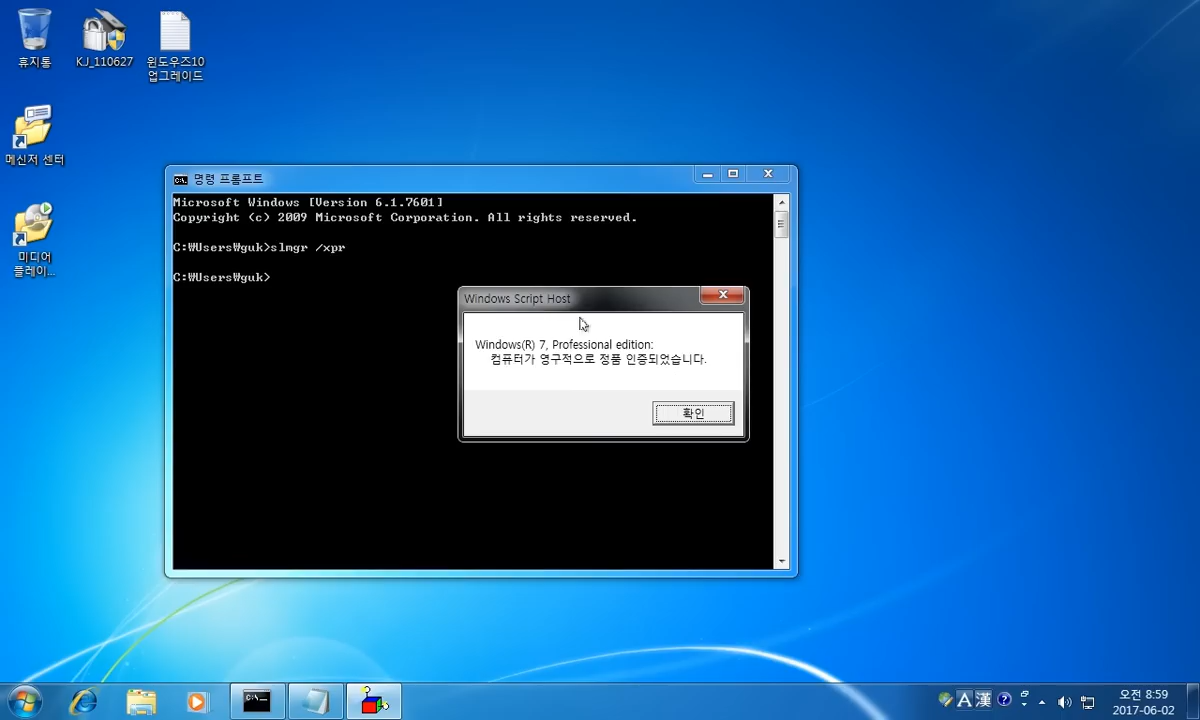 휴지통
KJ_110627
윈도우즈10
업그레이드
메신저 센터
미디어
플레이...
명령 프롬프트
Microsoft Windows [Version 6.1.7601]
Copyright (c) 2009 Microsoft Corporation. All rights reserved.
C:₩Users₩guk>slmgr /xpr
C:₩Users₩guk>
Windows Script Host
Windows(R) 7, Professional edition:
컴퓨터가 영구적으로 정품 인증되었습니다.
확인
A 漢
오전 8:59
2017-06-02